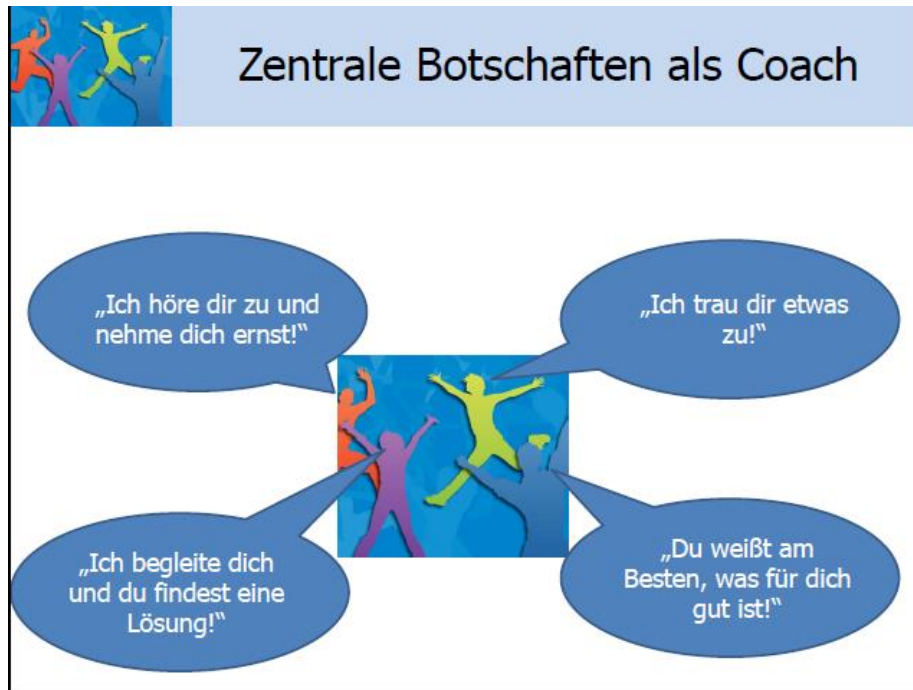 Zentrale Botschaften als Coach
„Ich höre dir zu und
nehme dich ernst!“
„Ich trau dir etwas
zu!“
„Ich begleite dich
und du findest eine
Lösung!“
„Du weißt am
Besten, was für dich
gut ist!“